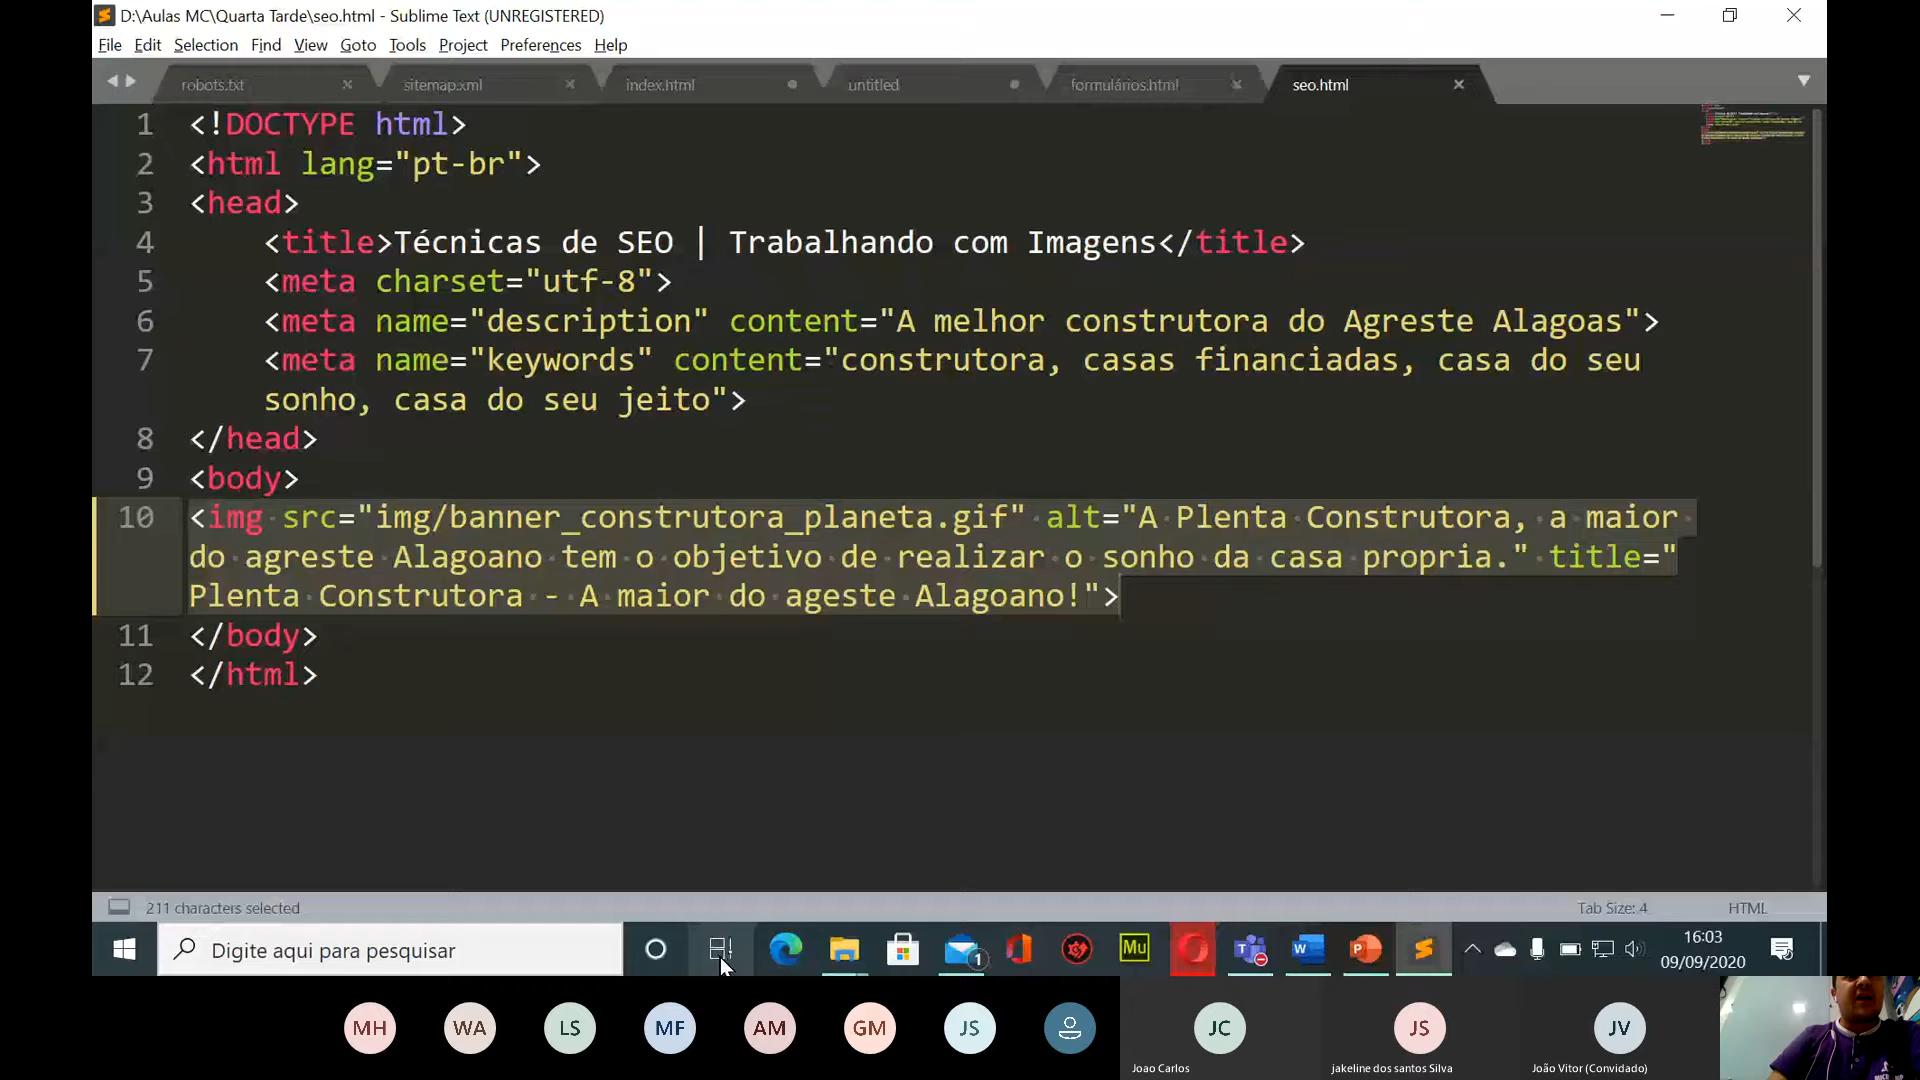 D:\Aulas MC\Quarta Tarde\seo.html - Sublime Text (UNREGISTERED)
File Edit Selection Find View Goto Tools Project Preferences Help
robots.txt sitemap.xml index.html untitled formulários.html seo.html
1 <!DOCTYPE html>
2 <html lang="pt-br">
3 <head>
4 <title>Técnicas de SEO | Trabalhando com Imagens</title>
5 <meta charset="utf-8">
6 <meta name="description" content="A melhor construtora do Agreste Alagoas">
7 <meta name="keywords" content="construtora, casas financiadas, casa do seu
sonho, casa do seu jeito">
8 </head>
9 <body>
10 <img src="img/banner_construtora_planeta.gif" alt="A Plenta Construtora, a maior
do agreste Alagoano tem o objetivo de realizar o sonho da casa propria." title="
Plenta Construtora - A maior do ageste Alagoano!">
11 </body>
12 </html>
211 characters selected Tab Size: 4 HTML
Digite aqui para pesquisar 1 Mu 16:03
09/09/2020
MH WA LS MF AM GM JS JC JS JV
Joao Carlos jakeline dos santos Silva João Vitor (Convidado)